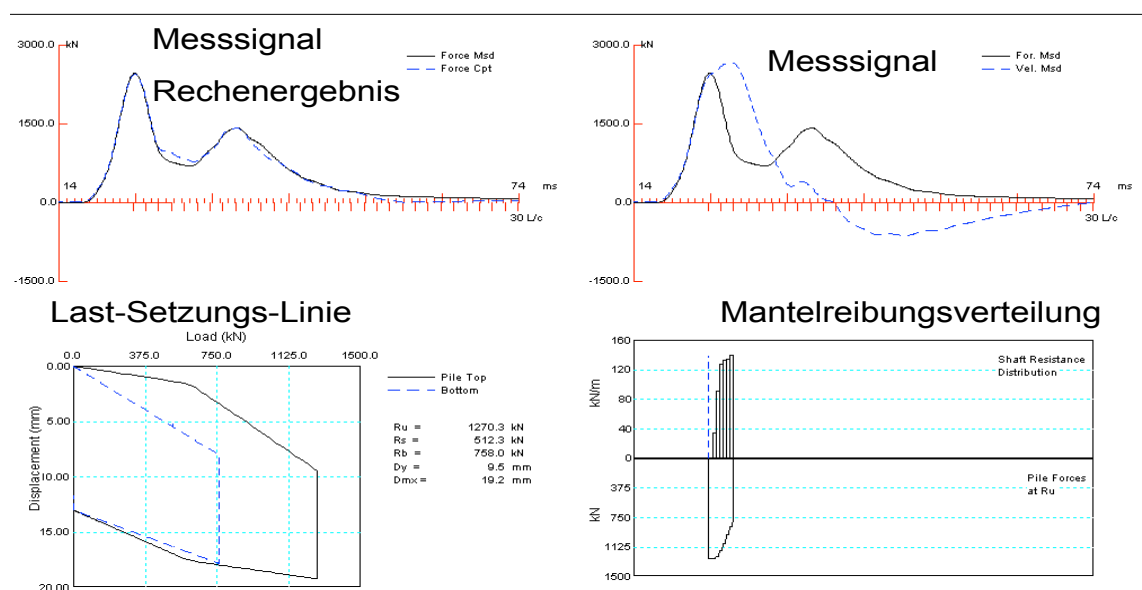 Messsignal
Rechenergebnis
3000.0 kN
Force Msd
Force Cpt
1500.0
14
74
ms
0.0
30 L/c
-1500.0
Messsignal
3000.0 kN
For. Msd
Vel. Msd
1500.0
14
74
ms
0.0
30 L/c
-1500.0
Last-Setzungs-Linie
Load (kN)
0.0 375.0 750.0 1125.0 1500.0
0.00
5.00
10.00
15.00
20.00
Displacement (mm)
Pile Top
Bottom
Ru = 1270.3 kN
Rs = 512.3 kN
Rb = 758.0 kN
Dy = 9.5 mm
Dmx = 19.2 mm
Mantelreibungsverteilung
160
120
80
40
0
kN/m
Shaft Resistance
Distribution
375
750
1125
1500
kN
Pile Forces
at Ru